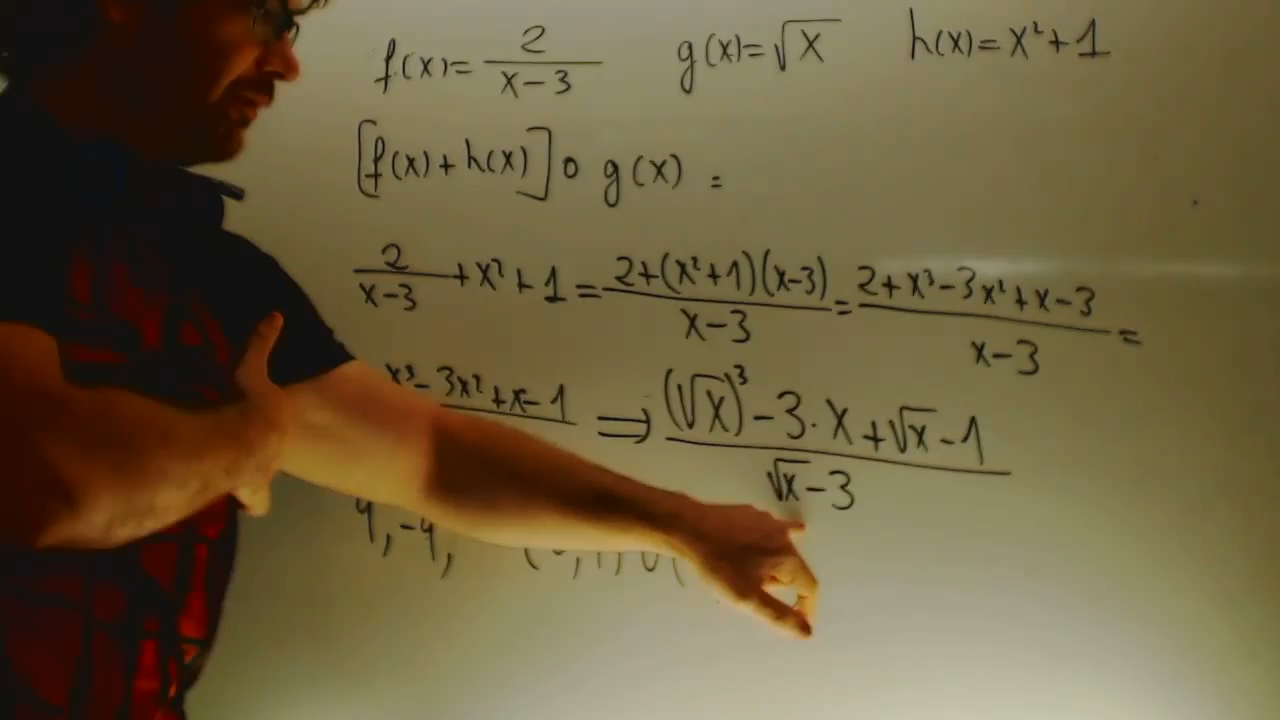 f(x)= 2/(x-3) g(x)=√x h(x)=x²+1
[f(x)+h(x)] o g(x) =
2/(x-3) +x²+1 = (2+(x²+1)(x-3))/(x-3) = (2+x³-3x²+x-3)/(x-3) =
x³-3x²+x-1 ⇒ ((√x)³-3·x+√x-1)/(√x-3)